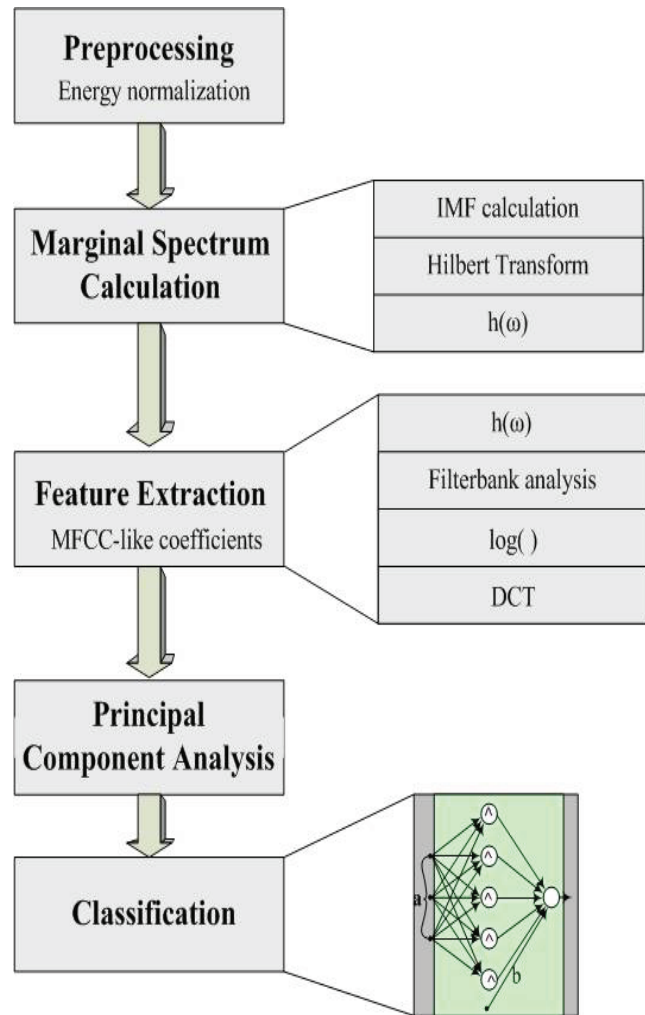 Preprocessing
Energy normalization
Marginal Spectrum
Calculation
IMF calculation
Hilbert Transform
h(ω)
Feature Extraction
MFCC-like coefficients
h(ω)
Filterbank analysis
log( )
DCT
Principal
Component Analysis
Classification
a
b